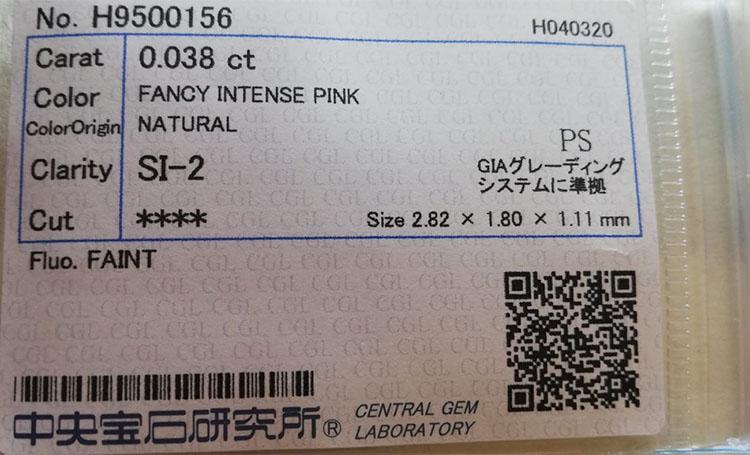 No. H9500156
H040320
Carat 0.038 ct
Color FANCY INTENSE PINK
ColorOrigin NATURAL
PS
Clarity SI-2
GIAグレーディング
システムに準拠
Cut **** Size 2.82 × 1.80 × 1.11 mm
Fluo. FAINT
中央宝石研究所® CENTRAL GEM
LABORATORY